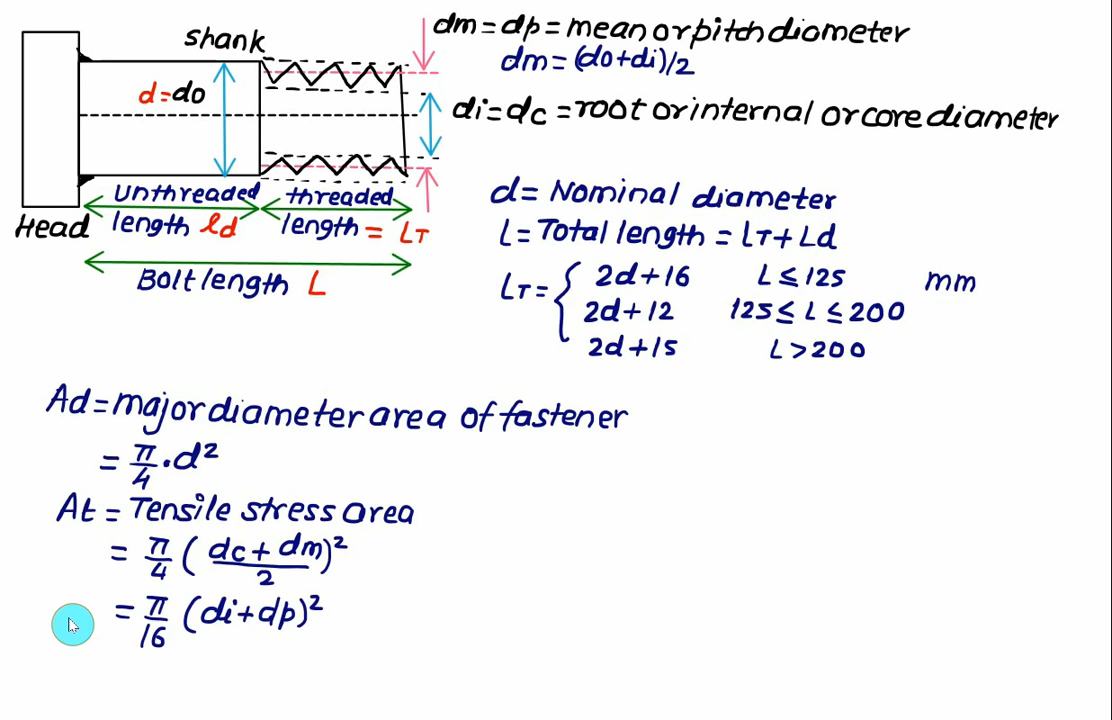 shank
d=do
unthreaded length ld
threaded length = LT
Head
Bolt length L
dm=dp=mean or pitch diameter
dm=(do+di)/2
di=dc=root or internal or core diameter
d= Nominal diameter
L=Total length=LT+Ld
LT={ 2d+16 L≤125 mm
2d+12 125≤L≤200
2d+15 L>200
Ad=major diameter area of fastener
= π/4 . d²
At=Tensile stress area
= π/4 (dc+dm/2)²
= π/16 (di+dp)²